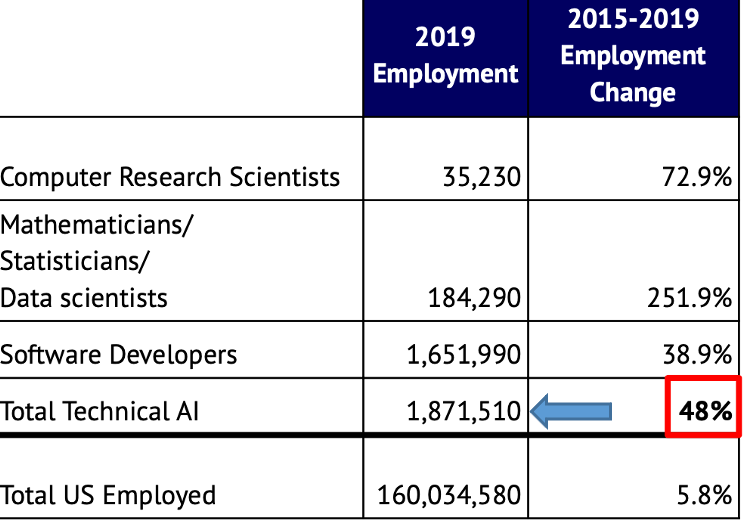 2019
Employment
2015-2019
Employment
Change
Computer Research Scientists 35,230 72.9%
Mathematicians/
Statisticians/
Data scientists 184,290 251.9%
Software Developers 1,651,990 38.9%
Total Technical AI 1,871,510 48%
Total US Employed 160,034,580 5.8%